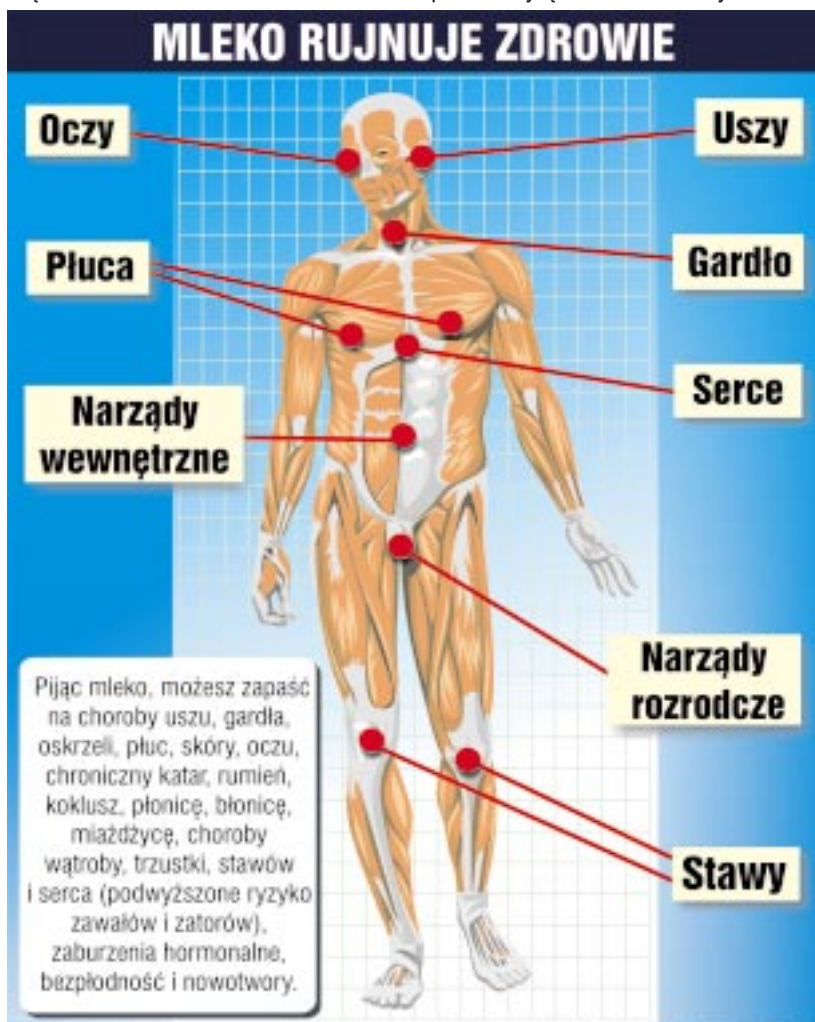 MLEKO RUJNUJE ZDROWIE
Oczy
Uszy
Płuca
Gardło
Serce
Narządy
wewnętrzne
Narządy
rozrodcze
Stawy
Pijąc mleko, możesz zapaść
na choroby uszu, gardła,
oskrzeli, płuc, skóry, oczu,
chroniczny katar, rumień,
koklusz, płonicę, błonicę,
miażdżycę, choroby
wątroby, trzustki, stawów
i serca (podwyższone ryzyko
zawałów i zatorów),
zaburzenia hormonalne,
bezpłodność i nowotwory.